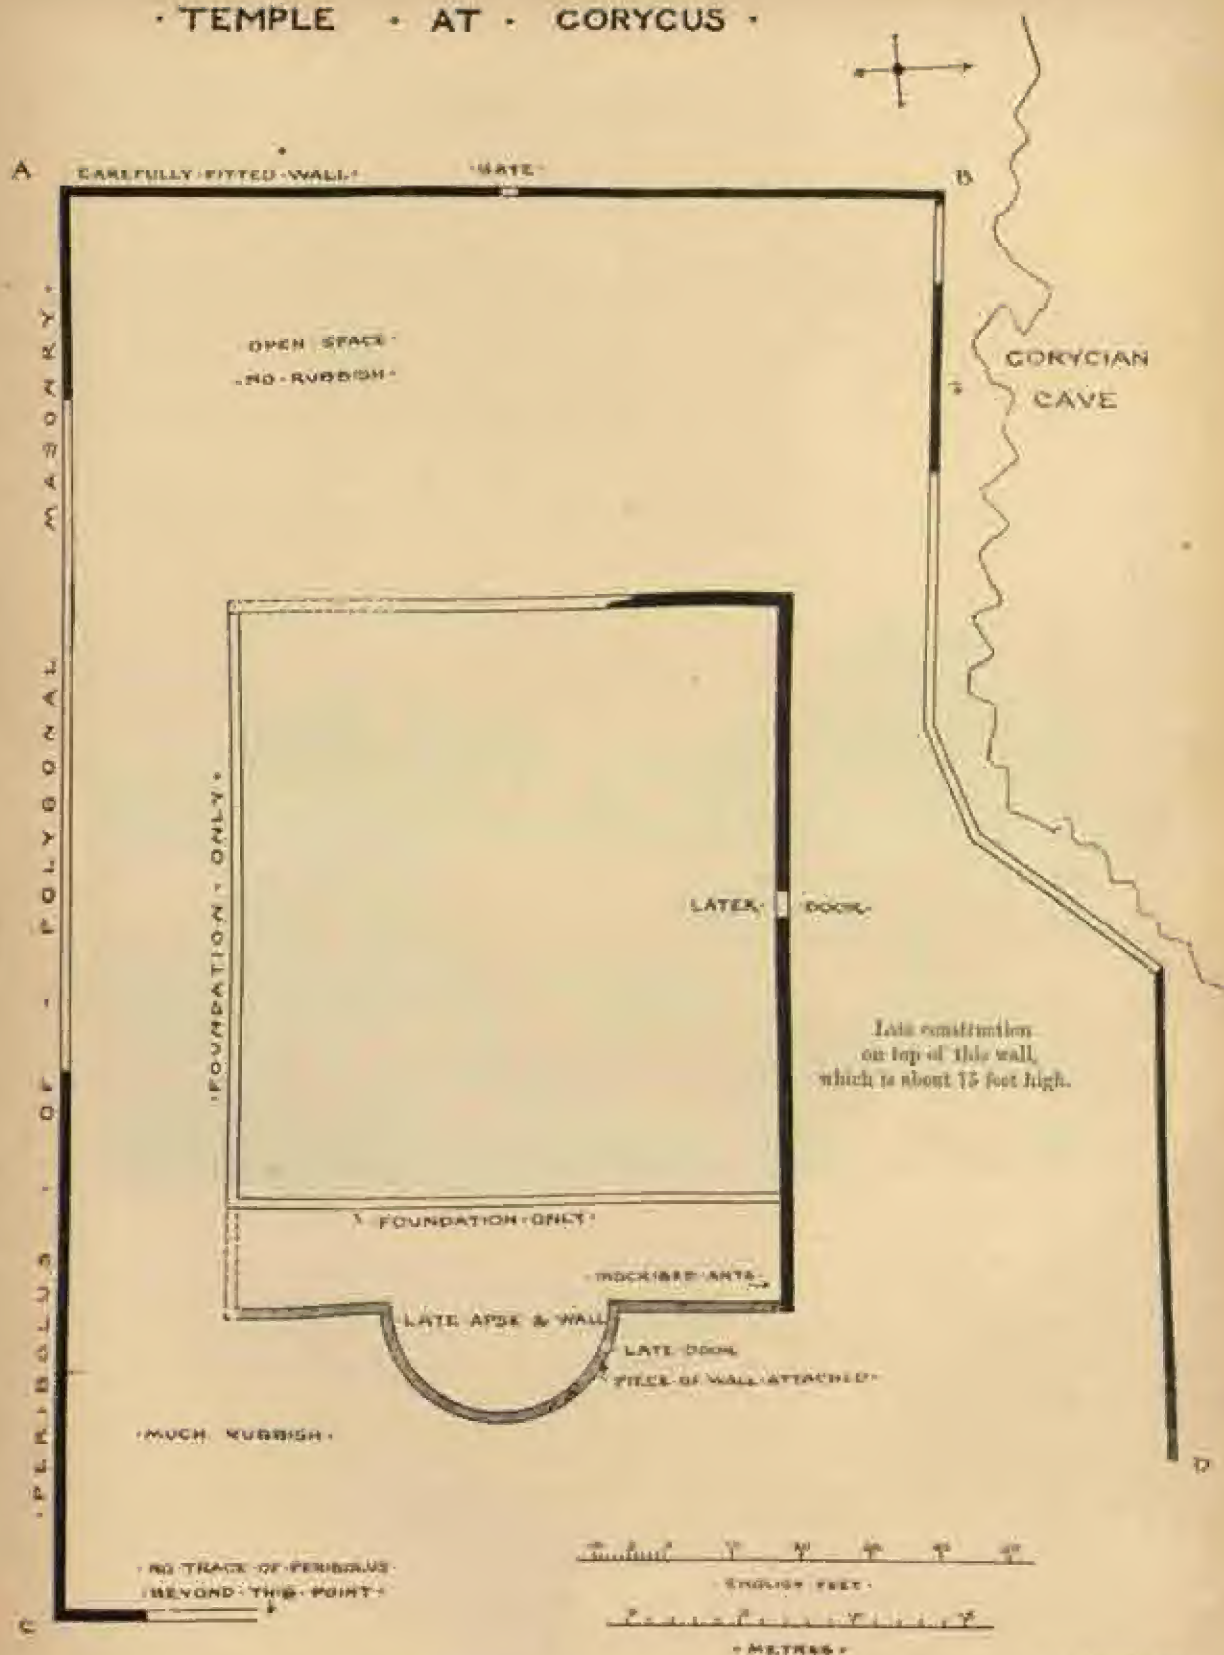 · TEMPLE · AT · CORYCUS ·
A
CAREFULLY·FITTED·WALL·
·GATE·
B
·PERIBOLUS · OF · POLYGONAL MASONRY·
OPEN SPACE·
·NO·RUBBISH·
CORYCIAN
CAVE
·FOUNDATION·ONLY·
LATER· ·DOOR·
Late construction
on top of this wall,
which is about 15 feet high.
FOUNDATION·ONLY·
·INSCRIBED·ANTA·
·LATE APSE & WALL
LATE DOOR
PIECE·OF·WALL·ATTACHED·
·MUCH RUBBISH·
D
·NO TRACE·OF·PERIBOLUS·
·BEYOND·THIS·POINT·
C
·ENGLISH FEET·
·METRES·